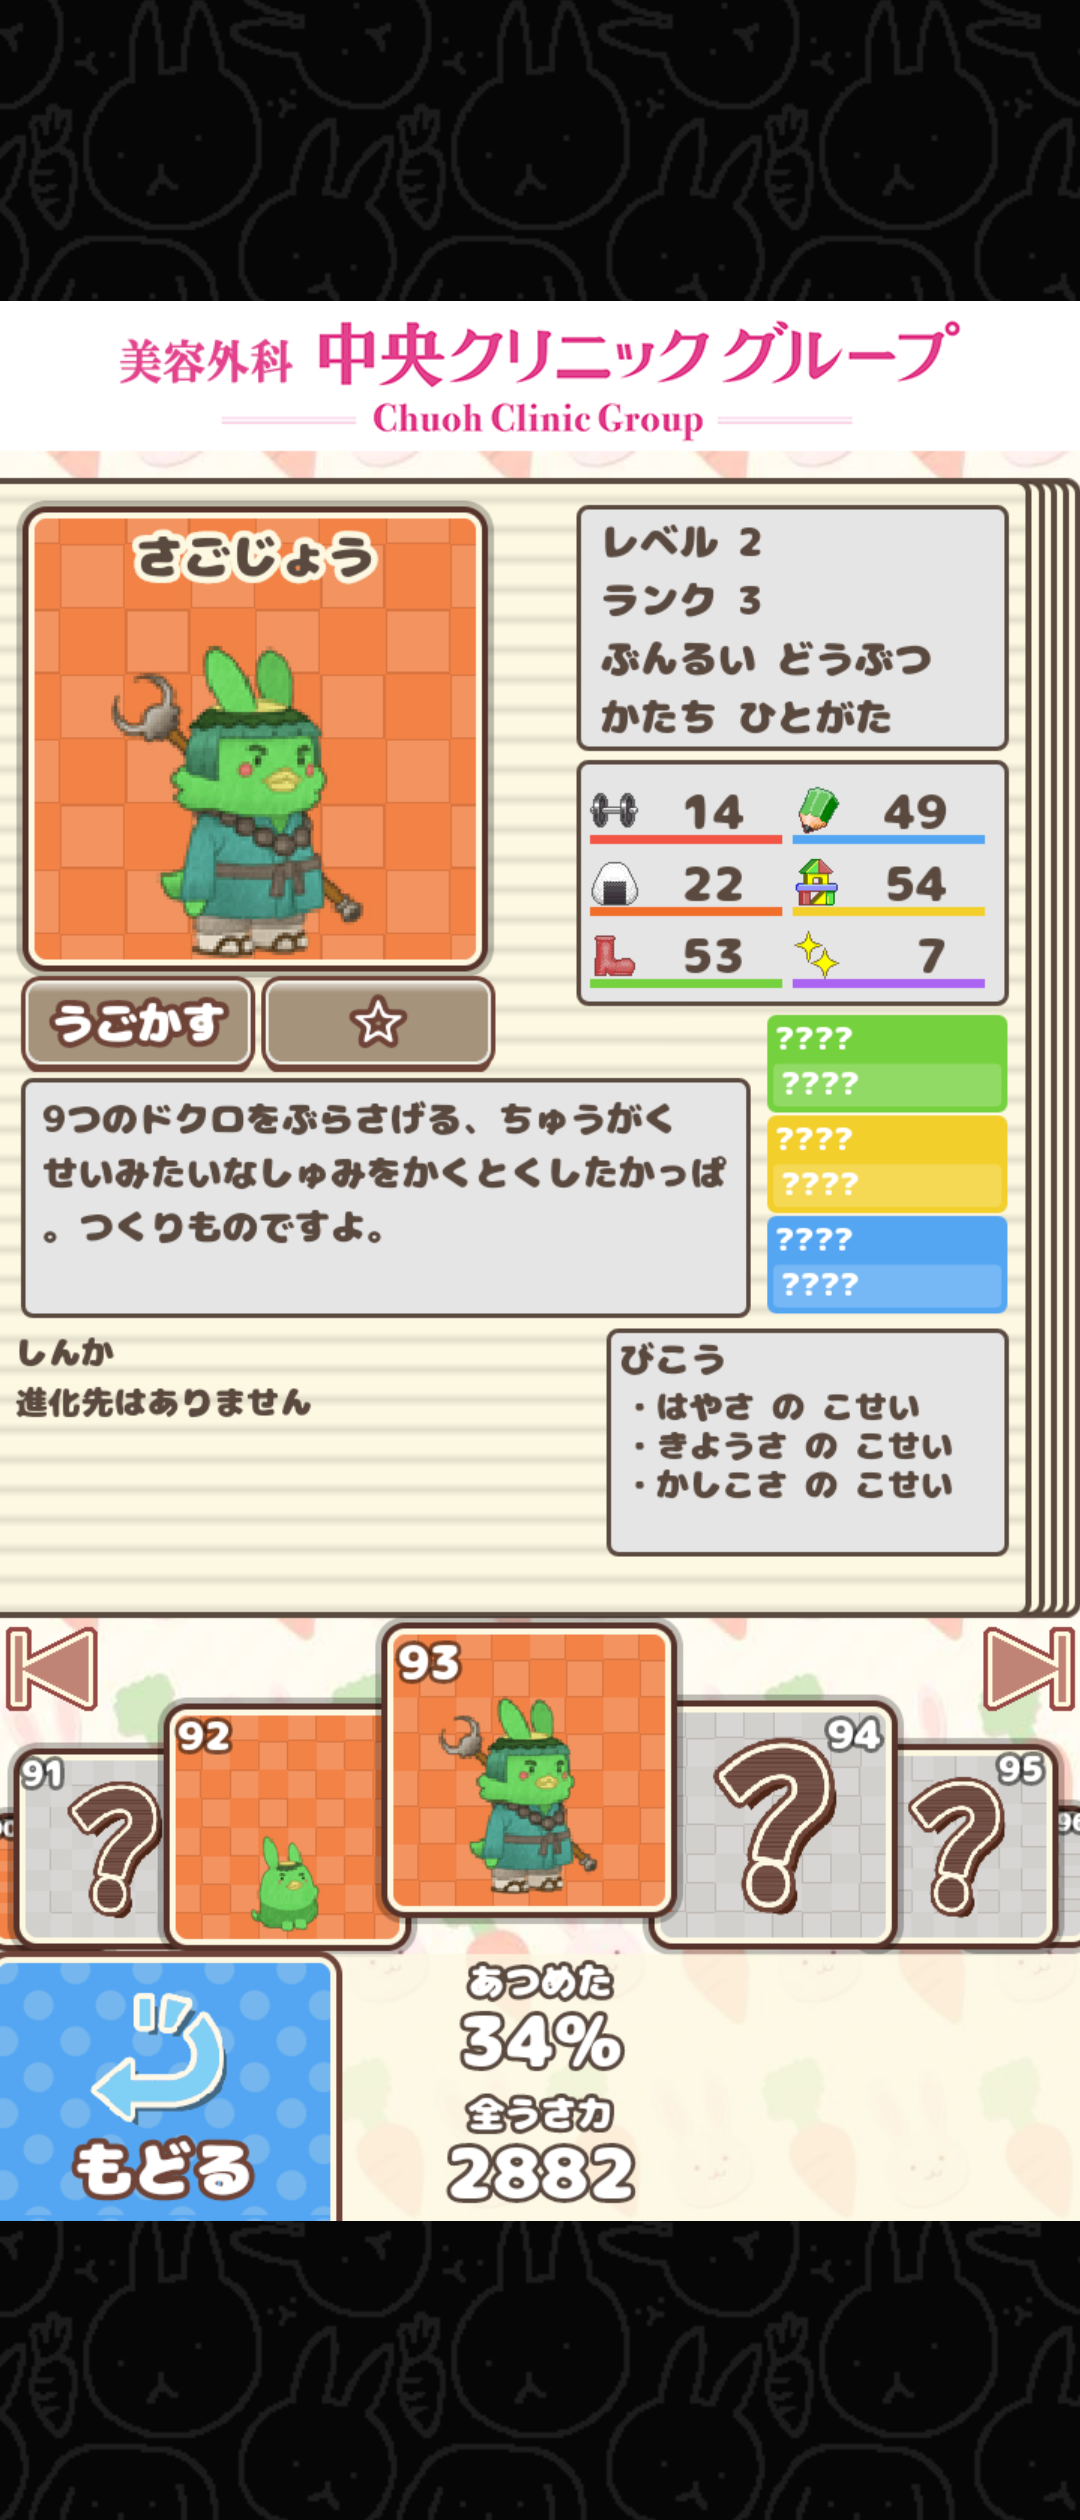 美容外科 中央クリニックグループ
Chuoh Clinic Group
さごじょう
レベル 2
ランク 3
ぶんるい どうぶつ
かたち ひとがた
14 49
22 54
53 7
うごかす
????
????
????
????
????
????
9つのドクロをぶらさげる、ちゅうがく
せいみたいなしゅみをかくとくしたかっぱ
。つくりものですよ。
しんか
進化先はありません
びこう
・はやさ の こせい
・きようさ の こせい
・かしこさ の こせい
91
92
93
94
95
もどる
あつめた
34%
全うさ力
2882